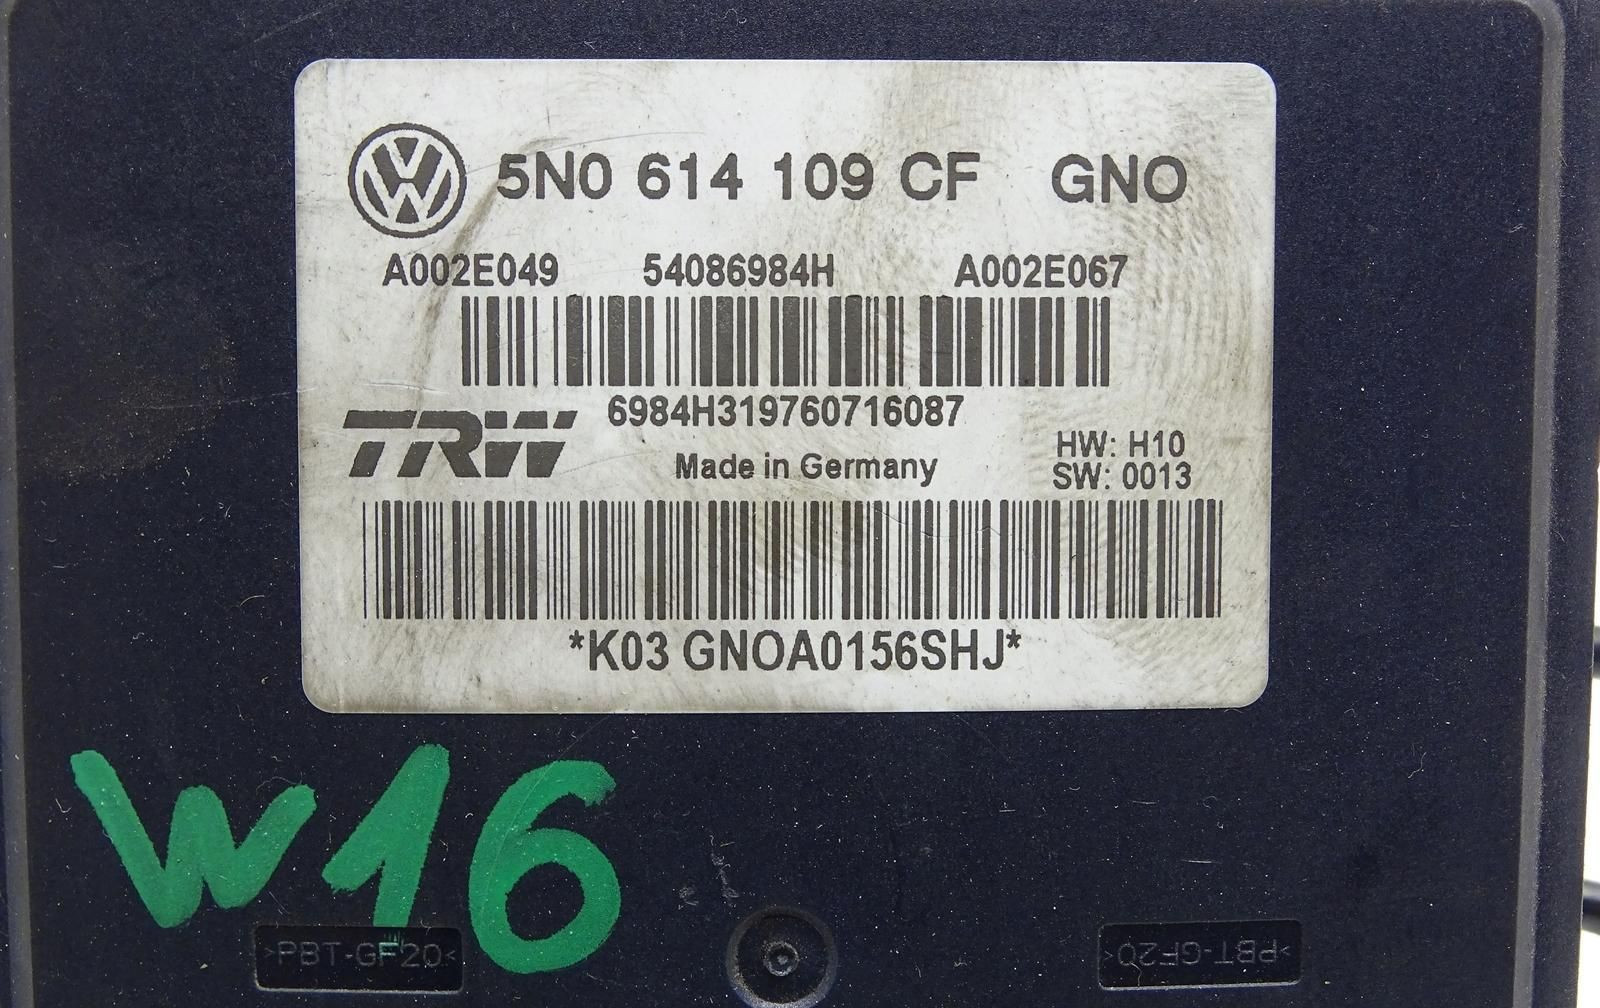 5N0 614 109 CF GNO
A002E049 54086984H A002E067
6984H319760716087
TRW
Made in Germany
HW: H10
SW: 0013
*K03 GNOA0156SHJ*
W16
>PBT-GF20<
>PBT-GF20<